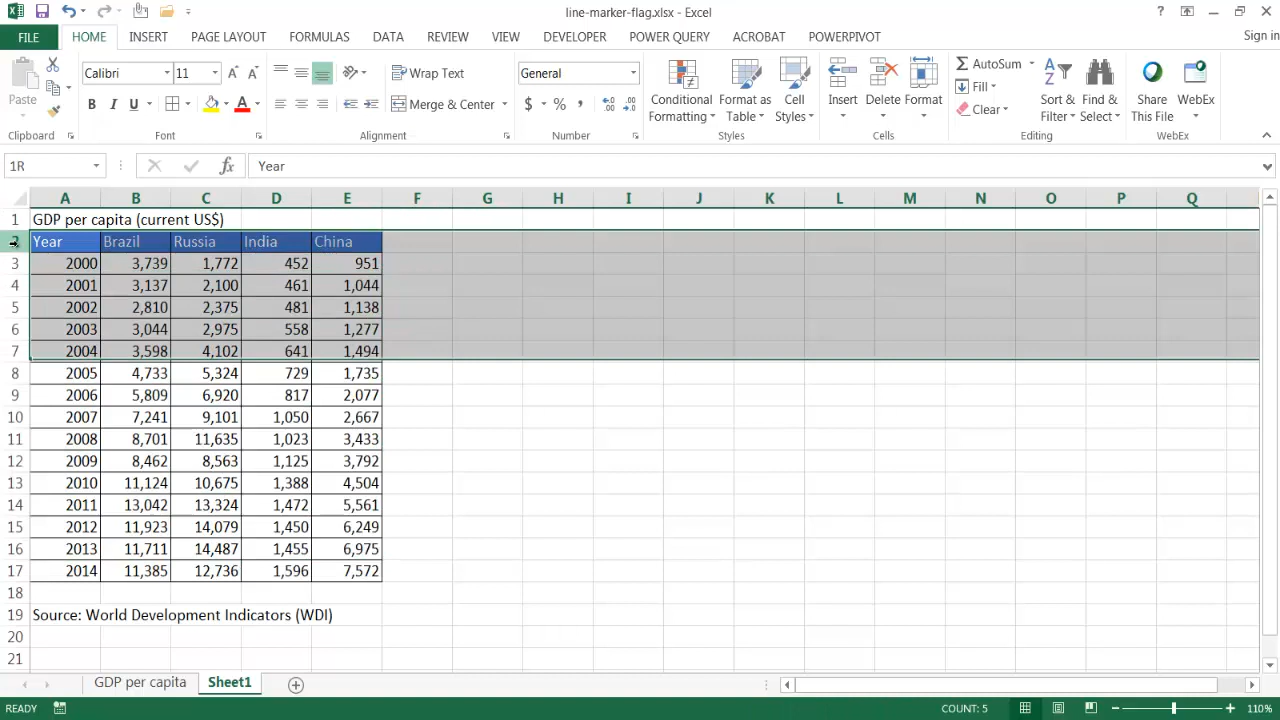 line-marker-flag.xlsx - Excel
? 
FILE HOME INSERT PAGE LAYOUT FORMULAS DATA REVIEW VIEW DEVELOPER POWER QUERY ACROBAT POWERPIVOT Sign in
Paste
Clipboard
Calibri 11
B I U
Font
Wrap Text
Merge & Center
Alignment
General
$ % ,
Number
Conditional Formatting
Format as Table
Cell Styles
Styles
Insert Delete Format
Cells
AutoSum
Fill
Clear
Sort & Filter
Find & Select
Editing
Share This File
WebEx
WebEx
1R fx Year
A B C D E F G H I J K L M N O P Q
1 GDP per capita (current US$)
2 Year Brazil Russia India China
3 2000 3,739 1,772 452 951
4 2001 3,137 2,100 461 1,044
5 2002 2,810 2,375 481 1,138
6 2003 3,044 2,975 558 1,277
7 2004 3,598 4,102 641 1,494
8 2005 4,733 5,324 729 1,735
9 2006 5,809 6,920 817 2,077
10 2007 7,241 9,101 1,050 2,667
11 2008 8,701 11,635 1,023 3,433
12 2009 8,462 8,563 1,125 3,792
13 2010 11,124 10,675 1,388 4,504
14 2011 13,042 13,324 1,472 5,561
15 2012 11,923 14,079 1,450 6,249
16 2013 11,711 14,487 1,455 6,975
17 2014 11,385 12,736 1,596 7,572
18
19 Source: World Development Indicators (WDI)
20
21
GDP per capita Sheet1
READY COUNT: 5 110%